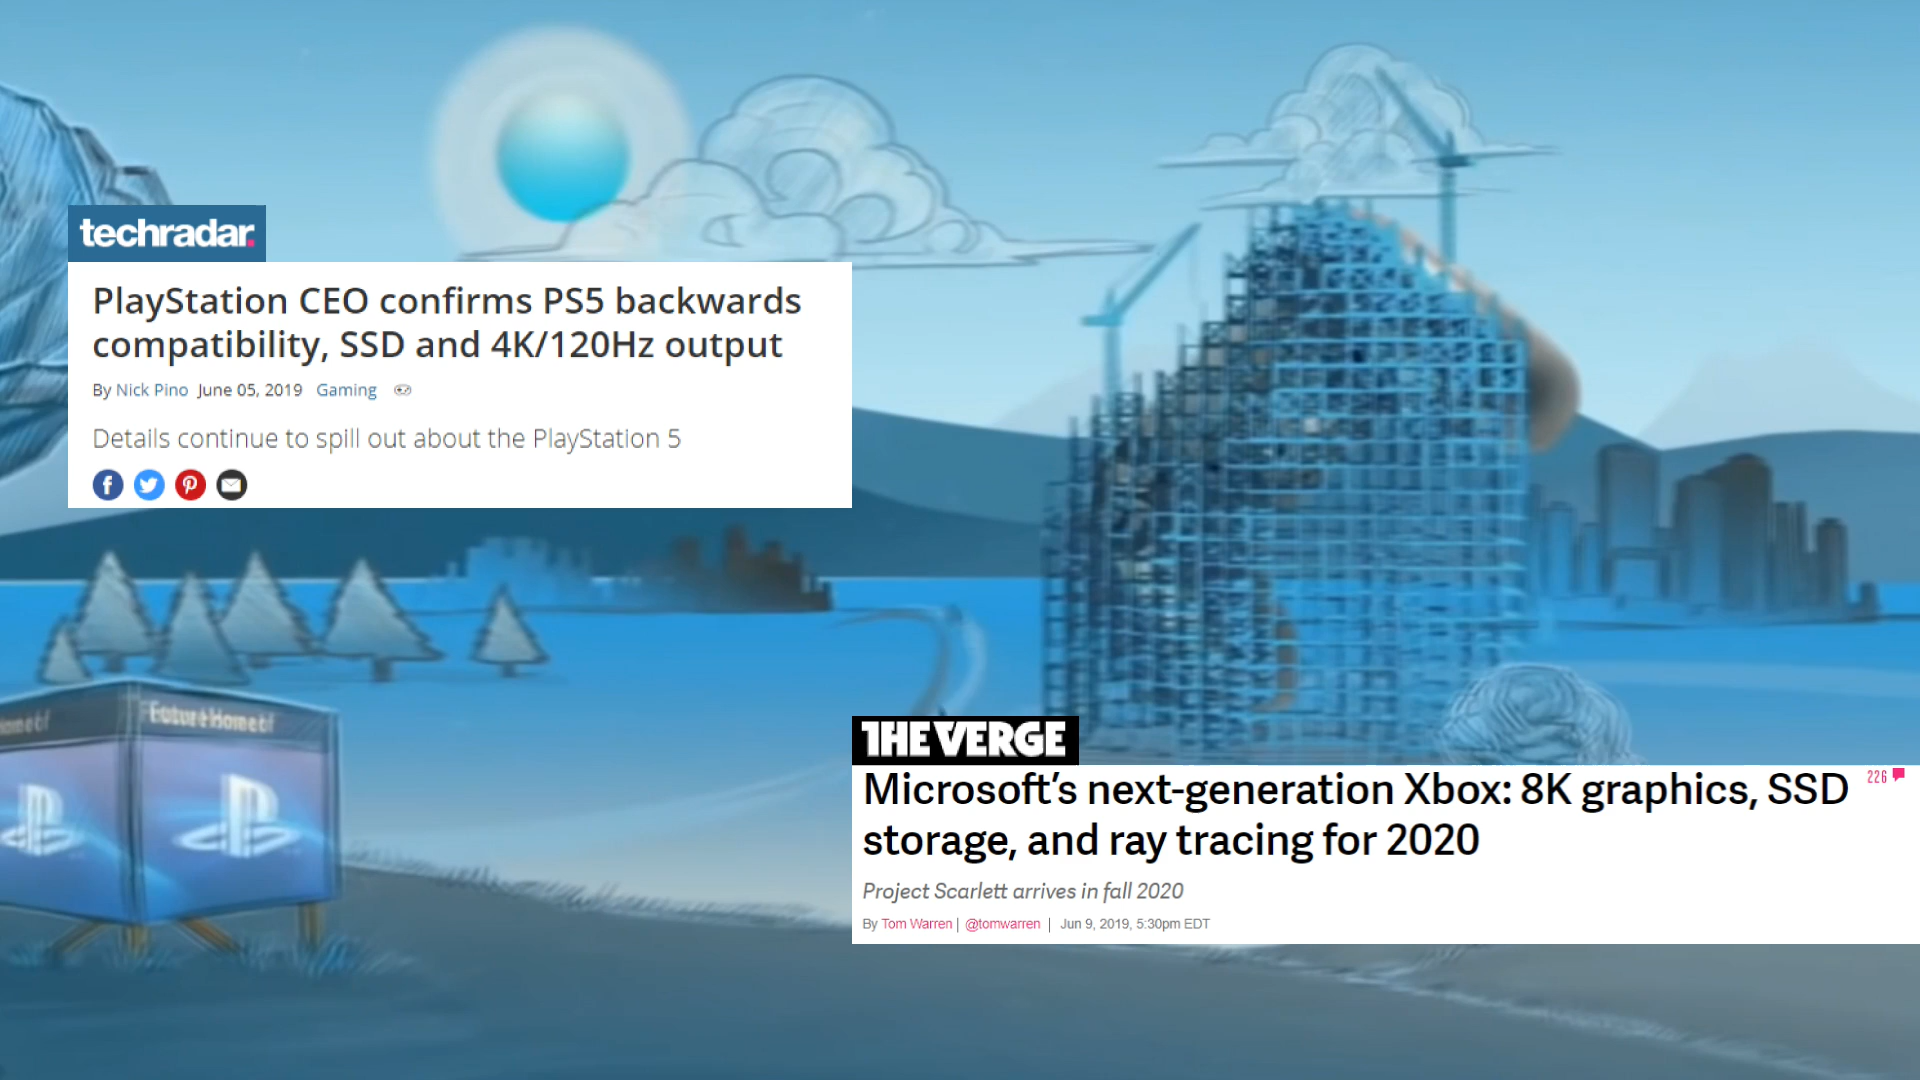 techradar.
PlayStation CEO confirms PS5 backwards
compatibility, SSD and 4K/120Hz output
By Nick Pino June 05, 2019 Gaming
Details continue to spill out about the PlayStation 5
Future Home of
THE VERGE
Microsoft's next-generation Xbox: 8K graphics, SSD
storage, and ray tracing for 2020
226
Project Scarlett arrives in fall 2020
By Tom Warren | @tomwarren | Jun 9, 2019, 5:30pm EDT